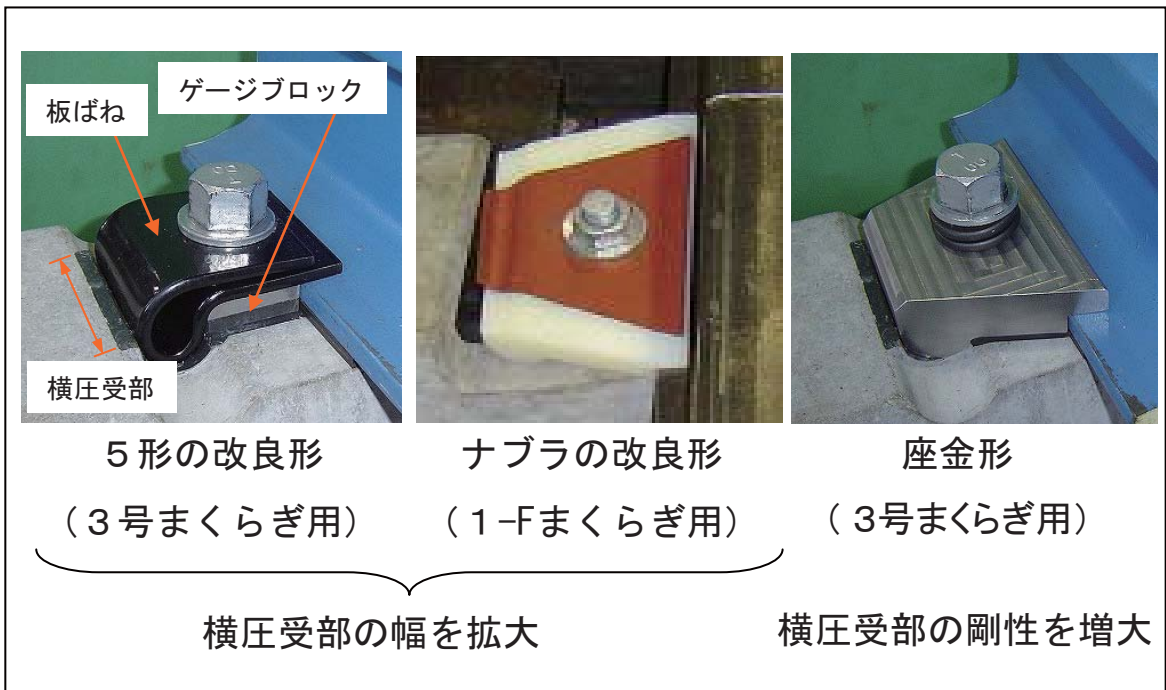 板ばね
ゲージブロック
横圧受部
5形の改良形
(3号まくらぎ用)
ナブラの改良形
(1-Fまくらぎ用)
座金形
(3号まくらぎ用)
横圧受部の幅を拡大
横圧受部の剛性を増大